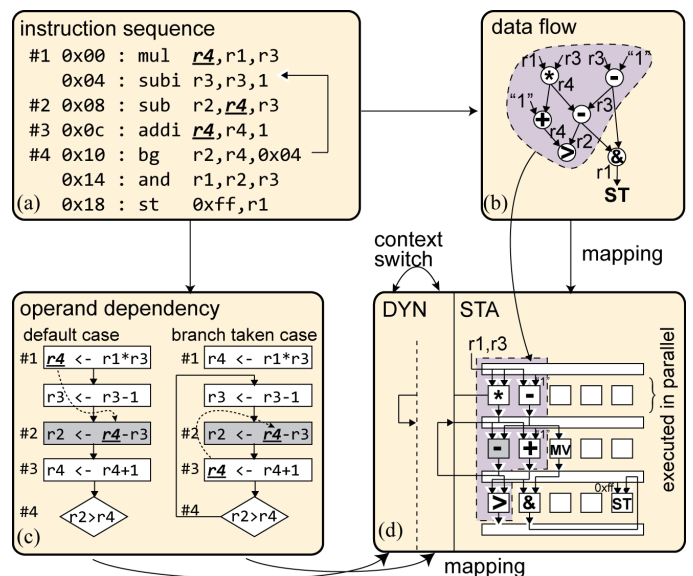 instruction sequence
#1 0x00 : mul r4,r1,r3
0x04 : subi r3,r3,1
#2 0x08 : sub r2,r4,r3
#3 0x0c : addi r4,r4,1
#4 0x10 : bg r2,r4,0x04
0x14 : and r1,r2,r3
(a) 0x18 : st 0xff,r1
data flow
r1 r3 r3 "1"
* r4 -
"1" r3
+ -
r4 r2
> &
r1
(b) ST
context
switch
mapping
operand dependency
default case branch taken case
#1 r4 <- r1*r3 #1 r4 <- r1*r3
r3 <- r3-1 r3 <- r3-1
#2 r2 <- r4-r3 #2 r2 <- r4-r3
#3 r4 <- r4+1 #3 r4 <- r4+1
#4 r2>r4 #4 r2>r4
(c)
DYN STA
r1,r3
* - "1"
- + "1" MV
0xff
> & ST
(d)
executed in parallel
mapping